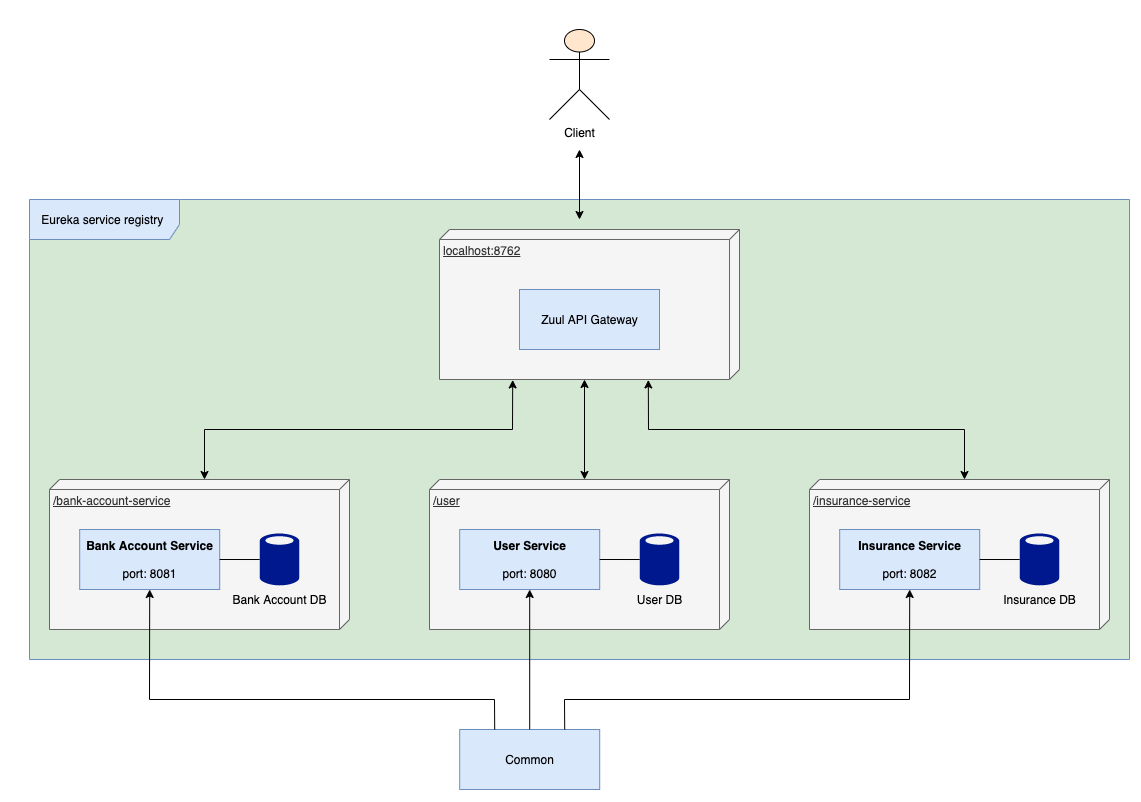 Client
Eureka service registry
localhost:8762
Zuul API Gateway
/bank-account-service
Bank Account Service
port: 8081
Bank Account DB
/user
User Service
port: 8080
User DB
/insurance-service
Insurance Service
port: 8082
Insurance DB
Common